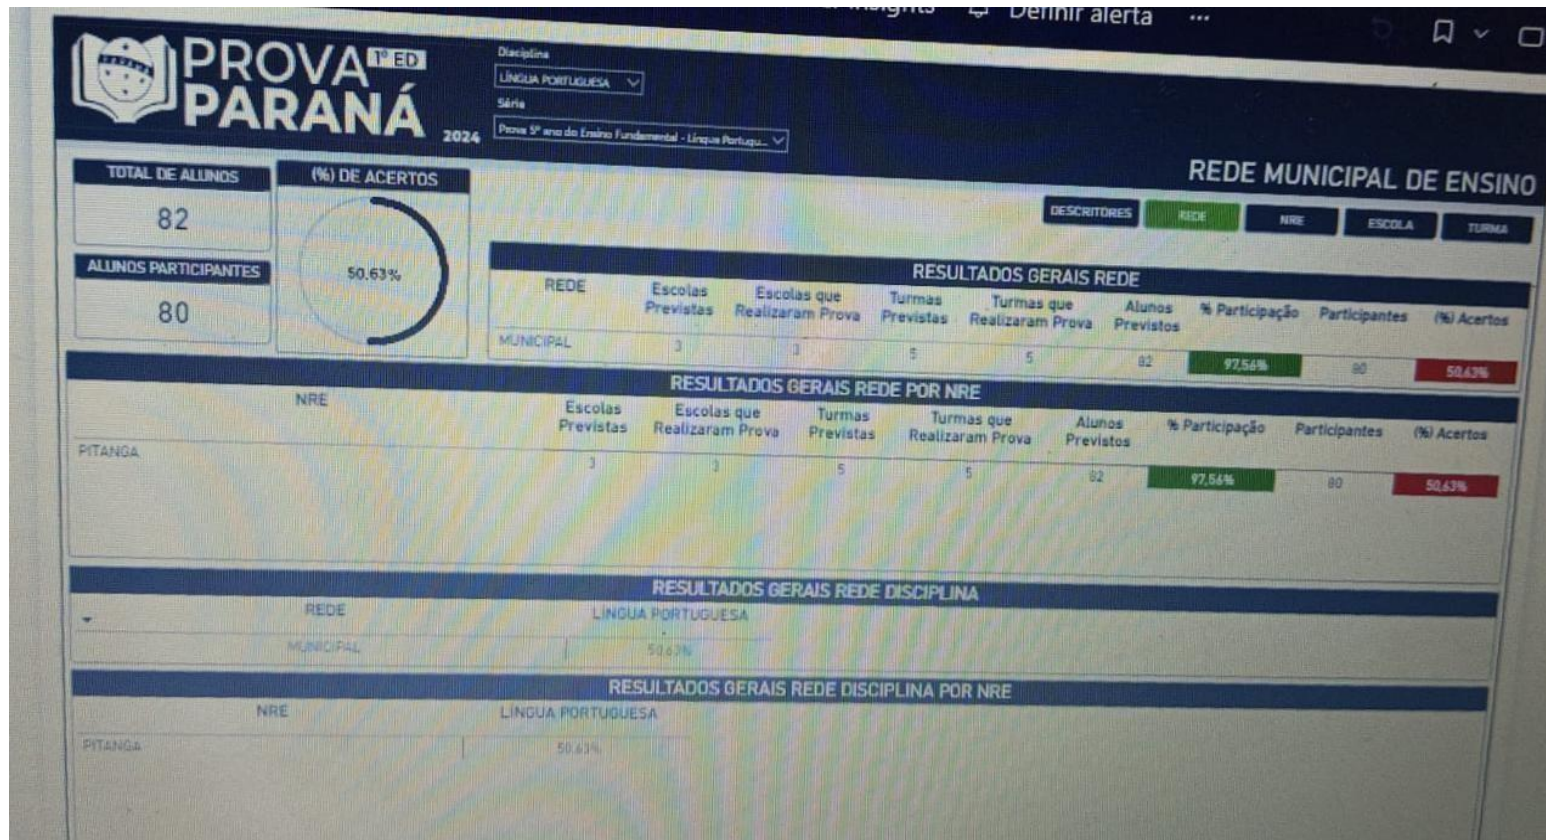 Definir alerta ...
PROVA 1ª ED
PARANÁ 2024
Disciplina
LÍNGUA PORTUGUESA
Série
Prova 5º ano do Ensino Fundamental - Língua Portugu...
REDE MUNICIPAL DE ENSINO
DESCRITORES REDE NRE ESCOLA TURMA
TOTAL DE ALUNOS
82
ALUNOS PARTICIPANTES
80
(%) DE ACERTOS
50,63%
RESULTADOS GERAIS REDE
REDE Escolas Previstas Escolas que Realizaram Prova Turmas Previstas Turmas que Realizaram Prova Alunos Previstos % Participação Participantes (%) Acertos
MUNICIPAL 3 3 5 5 82 97,56% 80 50,63%
RESULTADOS GERAIS REDE POR NRE
NRE Escolas Previstas Escolas que Realizaram Prova Turmas Previstas Turmas que Realizaram Prova Alunos Previstos % Participação Participantes (%) Acertos
PITANGA 3 3 5 5 82 97,56% 80 50,63%
RESULTADOS GERAIS REDE DISCIPLINA
REDE LÍNGUA PORTUGUESA
MUNICIPAL 50,63%
RESULTADOS GERAIS REDE DISCIPLINA POR NRE
NRE LÍNGUA PORTUGUESA
PITANGA 50,63%